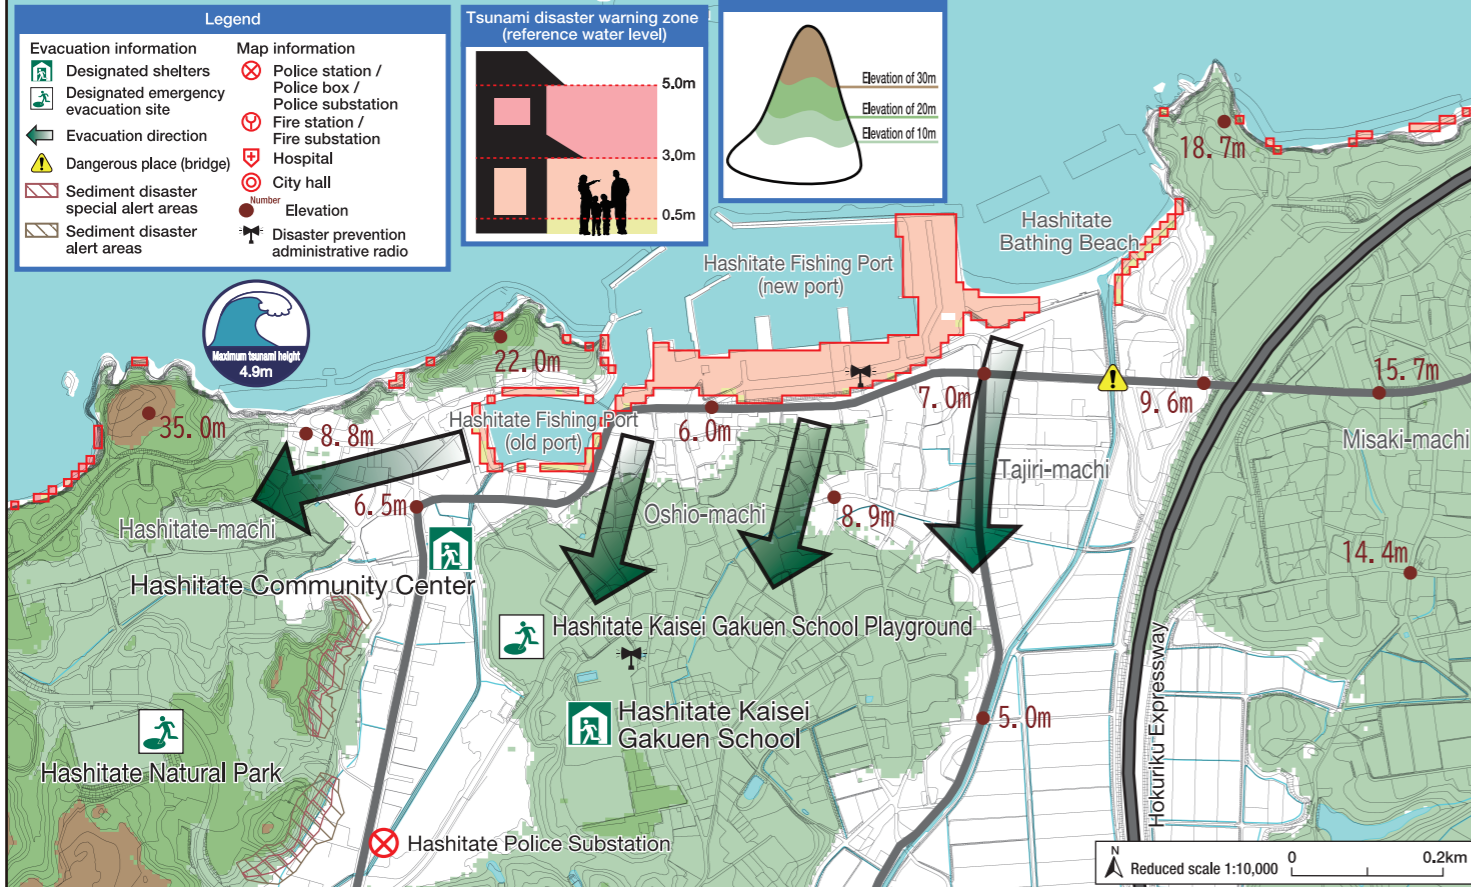 Legend
Evacuation information
Designated shelters
Designated emergency
evacuation site
Evacuation direction
Dangerous place (bridge)
Sediment disaster
special alert areas
Sediment disaster
alert areas
Map information
Police station /
Police box /
Police substation
Fire station /
Fire substation
Hospital
City hall
Number
Elevation
Disaster prevention
administrative radio
Tsunami disaster warning zone
(reference water level)
5.0m
3.0m
0.5m
Elevation of 30m
Elevation of 20m
Elevation of 10m
18.7m
Hashitate
Bathing Beach
Hashitate Fishing Port
(new port)
Maximum tsunami height
4.9m
22.0m
35.0m
8.8m
Hashitate Fishing Port
(old port)
6.0m
7.0m
9.6m
15.7m
Misaki-machi
Tajiri-machi
6.5m
Hashitate-machi
Oshio-machi
8.9m
14.4m
Hashitate Community Center
Hashitate Kaisei Gakuen School Playground
Hashitate Kaisei
Gakuen School
5.0m
Hokuriku Expressway
Hashitate Natural Park
Hashitate Police Substation
N
Reduced scale 1:10,000
0
0.2km